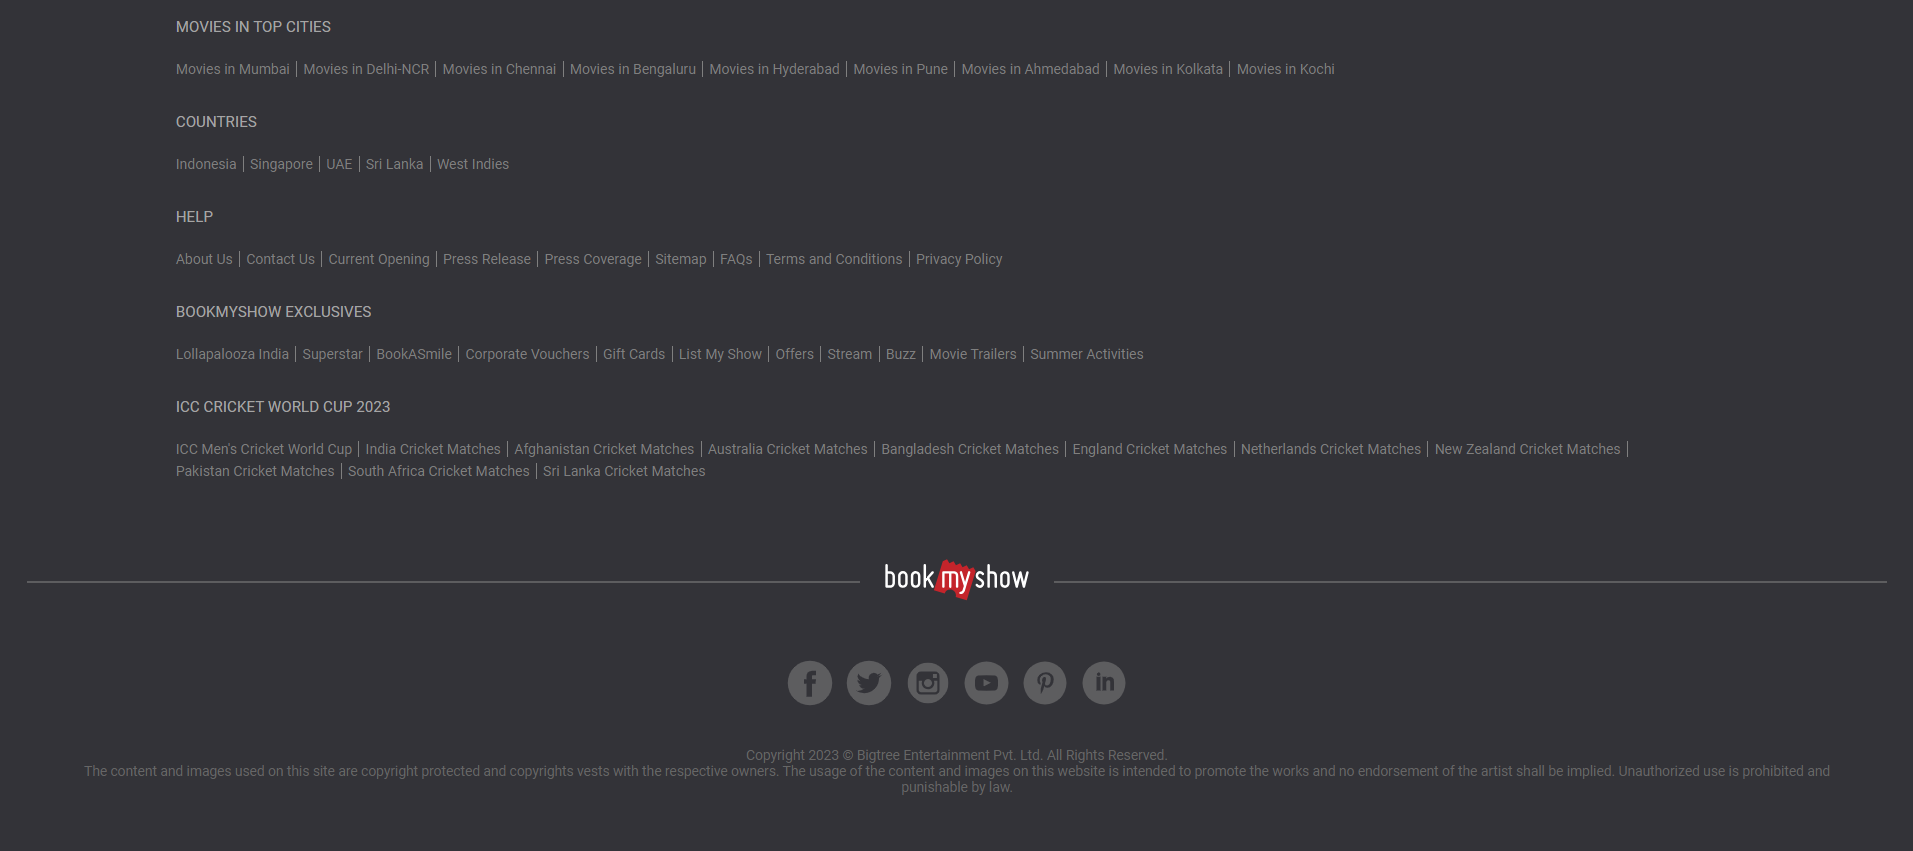 MOVIES IN TOP CITIES
Movies in Mumbai | Movies in Delhi-NCR | Movies in Chennai | Movies in Bengaluru | Movies in Hyderabad | Movies in Pune | Movies in Ahmedabad | Movies in Kolkata | Movies in Kochi
COUNTRIES
Indonesia | Singapore | UAE | Sri Lanka | West Indies
HELP
About Us | Contact Us | Current Opening | Press Release | Press Coverage | Sitemap | FAQs | Terms and Conditions | Privacy Policy
BOOKMYSHOW EXCLUSIVES
Lollapalooza India | Superstar | BookASmile | Corporate Vouchers | Gift Cards | List My Show | Offers | Stream | Buzz | Movie Trailers | Summer Activities
ICC CRICKET WORLD CUP 2023
ICC Men's Cricket World Cup | India Cricket Matches | Afghanistan Cricket Matches | Australia Cricket Matches | Bangladesh Cricket Matches | England Cricket Matches | Netherlands Cricket Matches | New Zealand Cricket Matches |
Pakistan Cricket Matches | South Africa Cricket Matches | Sri Lanka Cricket Matches
book my show
Copyright 2023 © Bigtree Entertainment Pvt. Ltd. All Rights Reserved.
The content and images used on this site are copyright protected and copyrights vests with the respective owners. The usage of the content and images on this website is intended to promote the works and no endorsement of the artist shall be implied. Unauthorized use is prohibited and
punishable by law.